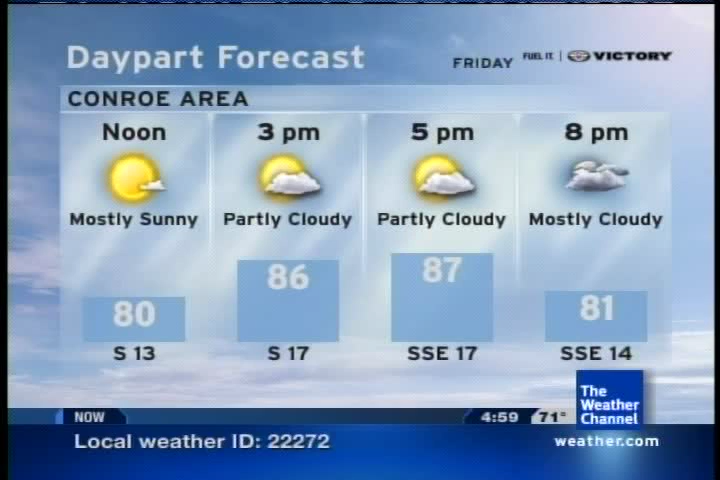 Daypart Forecast
FRIDAY FUEL IT. | VICTORY
CONROE AREA
Noon 3 pm 5 pm 8 pm
Mostly Sunny Partly Cloudy Partly Cloudy Mostly Cloudy
80 86 87 81
S 13 S 17 SSE 17 SSE 14
The
Weather
Channel
NOW 4:59 71°
Local weather ID: 22272 weather.com